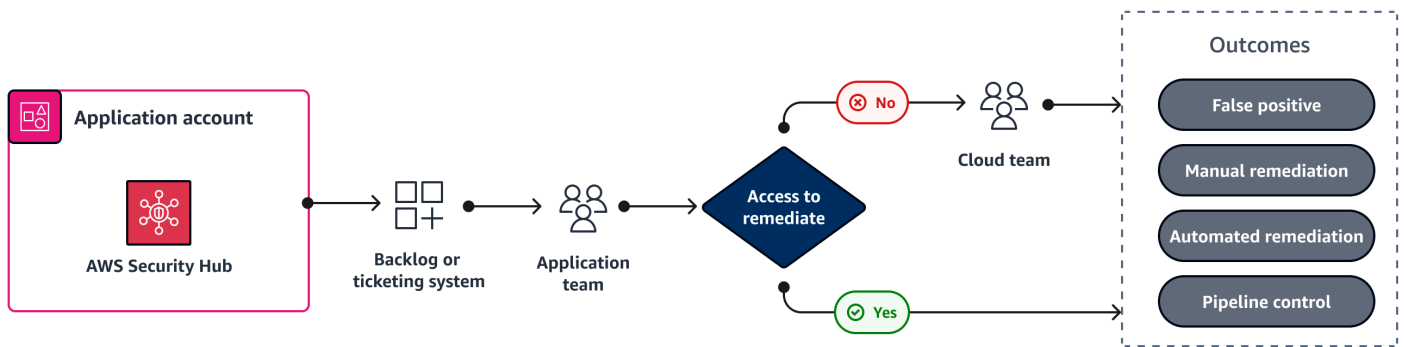 Application account
AWS Security Hub
Backlog or
ticketing system
Application
team
Access to
remediate
No
Cloud team
Yes
Outcomes
False positive
Manual remediation
Automated remediation
Pipeline control